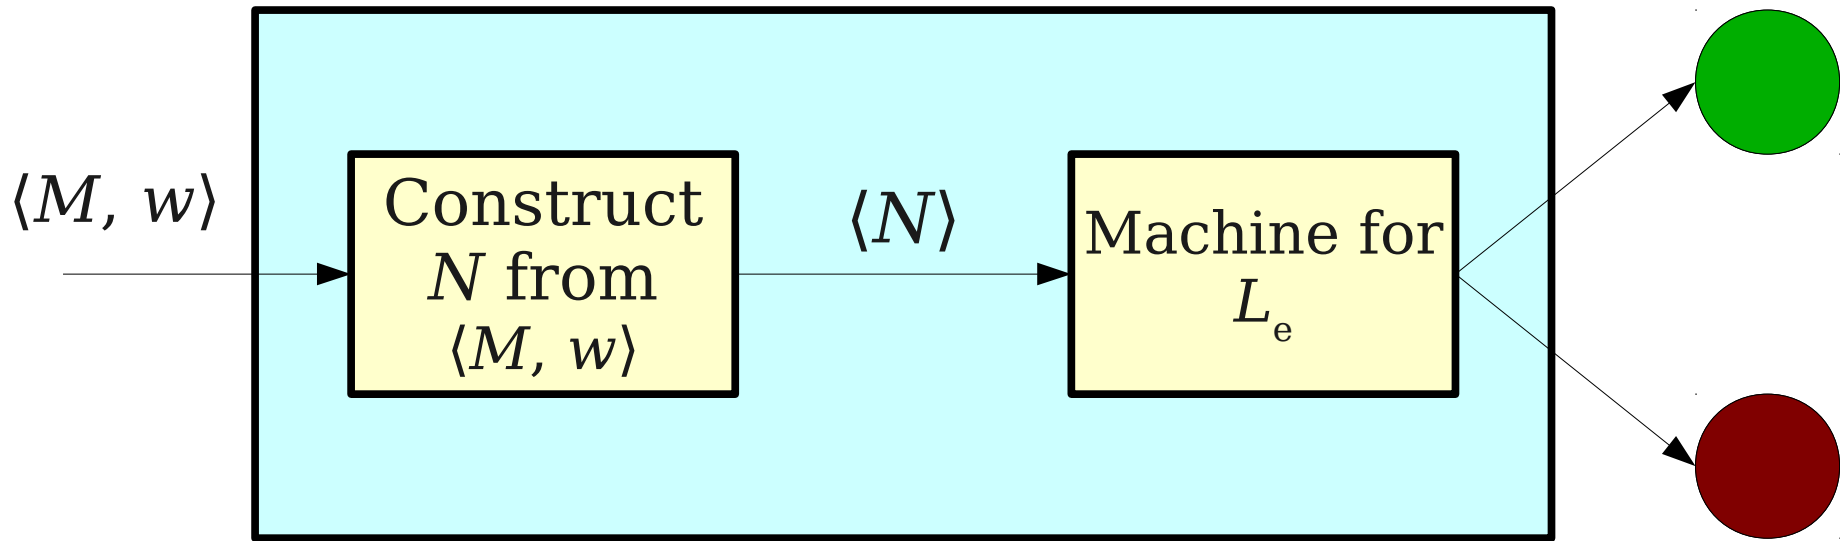 ⟨M, w⟩
Construct
N from
⟨M, w⟩
⟨N⟩
Machine for
Lₑ